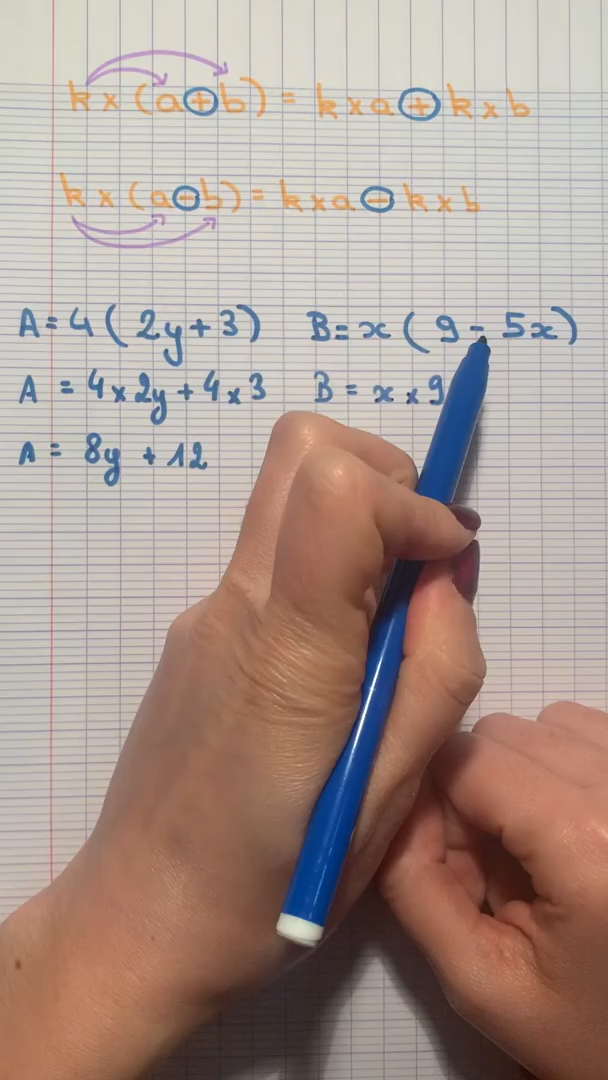 k × (a + b) = k × a + k × b
k × (a - b) = k × a - k × b
A = 4 ( 2y + 3 )
A = 4 × 2y + 4 × 3
A = 8y + 12
B = x ( 9 - 5x )
B = x × 9